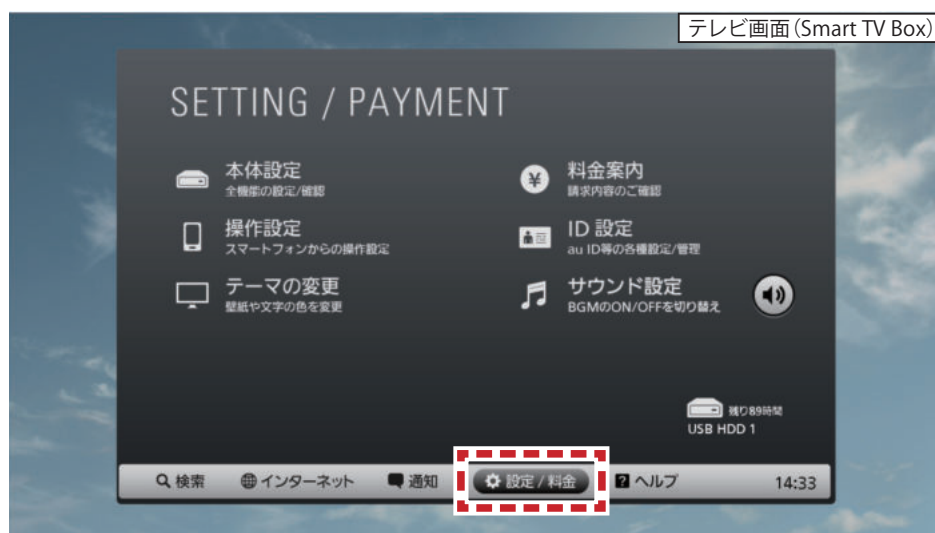 テレビ画面(Smart TV Box)
SETTING / PAYMENT
本体設定
全機能の設定/確認
料金案内
請求内容のご確認
操作設定
スマートフォンからの操作設定
ID 設定
au ID等の各種設定/管理
テーマの変更
壁紙や文字の色を変更
サウンド設定
BGMのON/OFFを切り替え
残り89時間
USB HDD 1
検索 インターネット 通知 設定 / 料金 ヘルプ 14:33